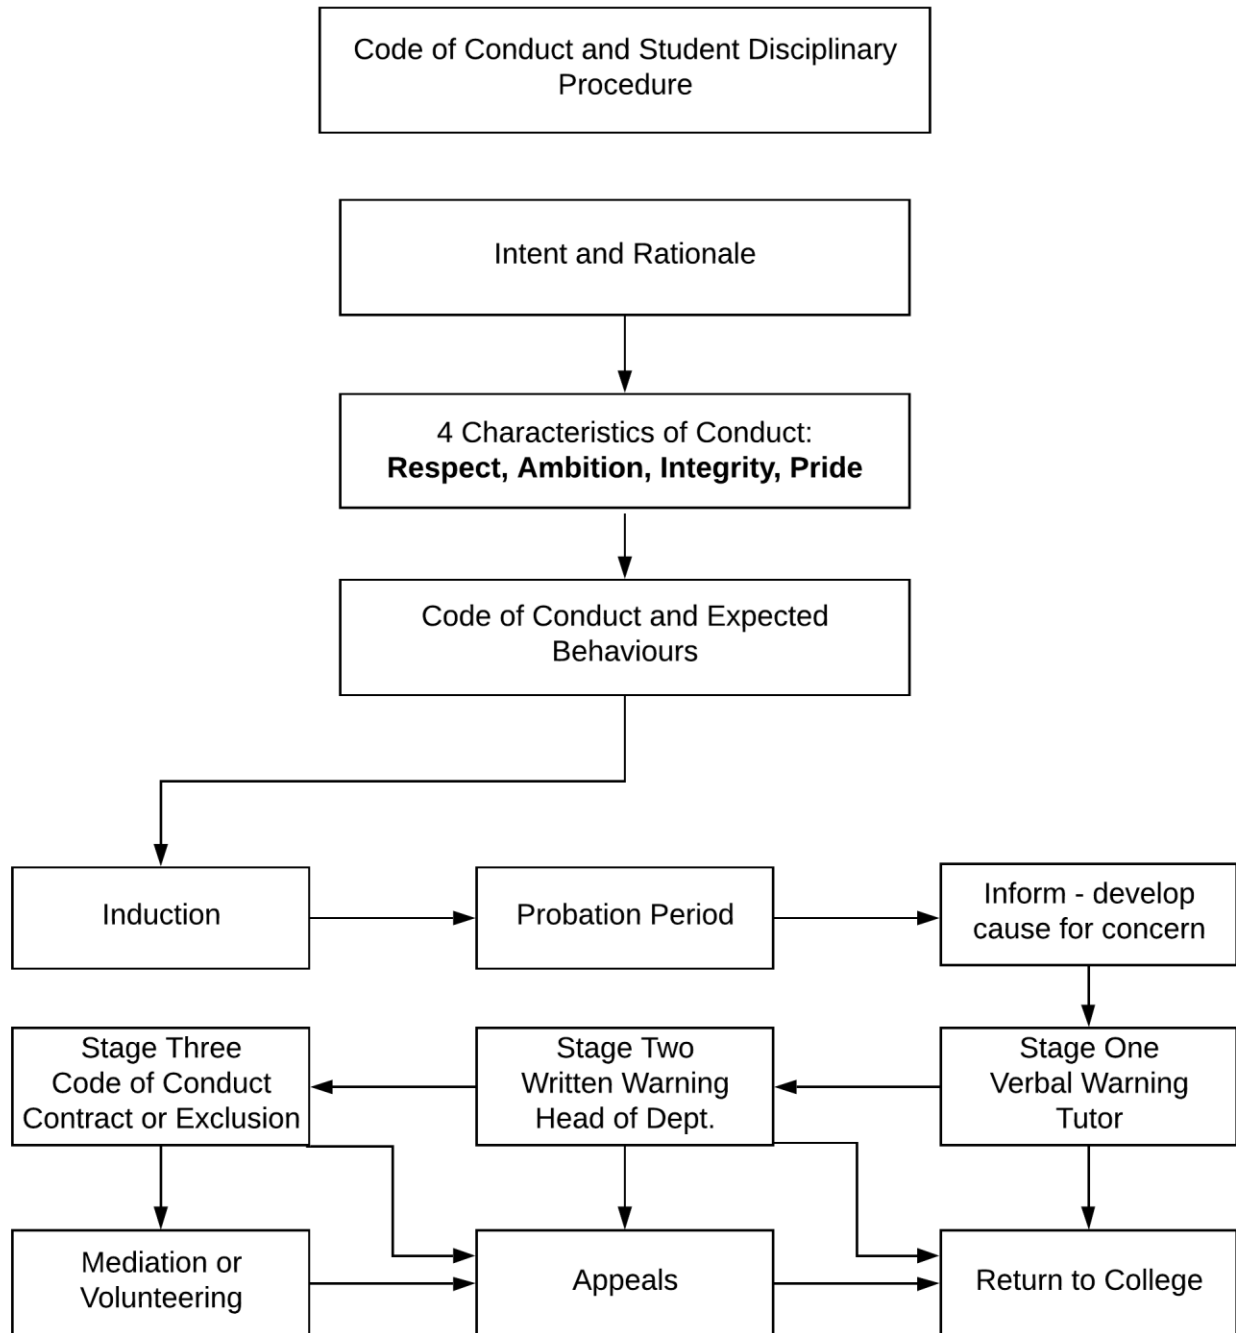 Code of Conduct and Student Disciplinary
Procedure
Intent and Rationale
4 Characteristics of Conduct:
Respect, Ambition, Integrity, Pride
Code of Conduct and Expected
Behaviours
Induction
Probation Period
Inform - develop
cause for concern
Stage Three
Code of Conduct
Contract or Exclusion
Stage Two
Written Warning
Head of Dept.
Stage One
Verbal Warning
Tutor
Mediation or
Volunteering
Appeals
Return to College